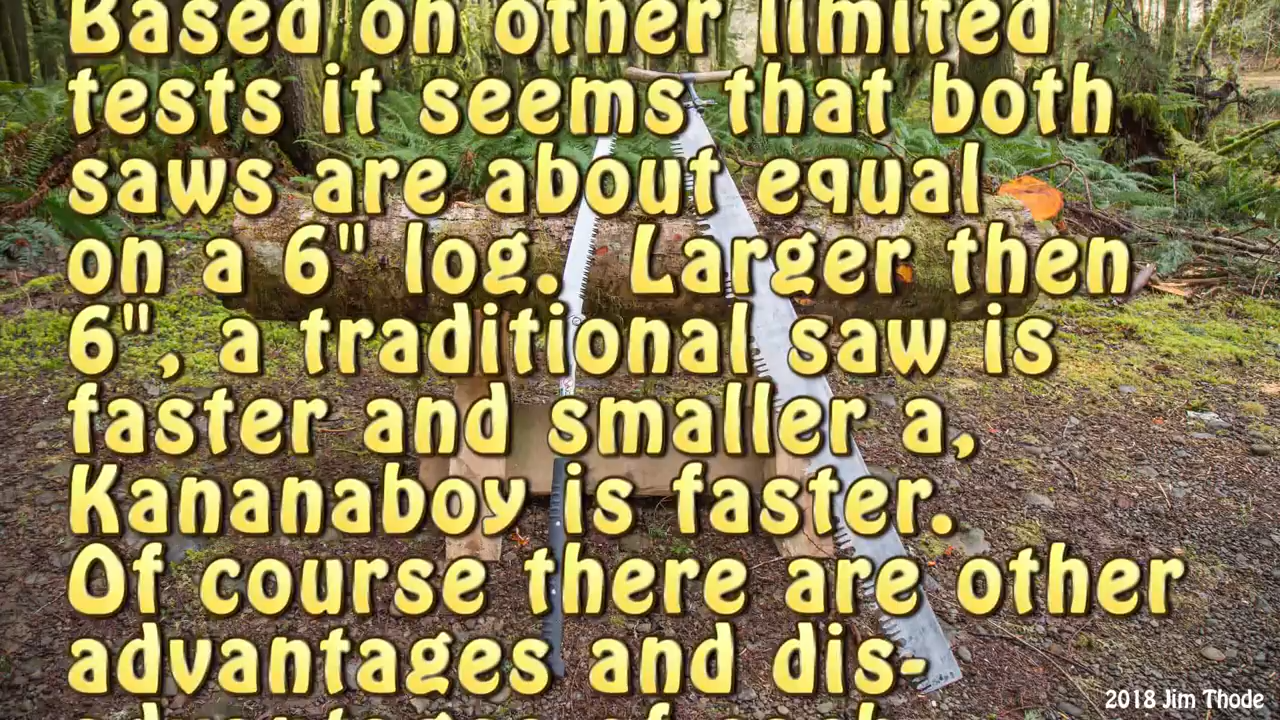 Based on other limited
tests it seems that both
saws are about equal
on a 6" log.  Larger then
6", a traditional saw is
faster and smaller a,
Kananaboy is faster.
Of course there are other
advantages and dis-
2018 Jim Thode